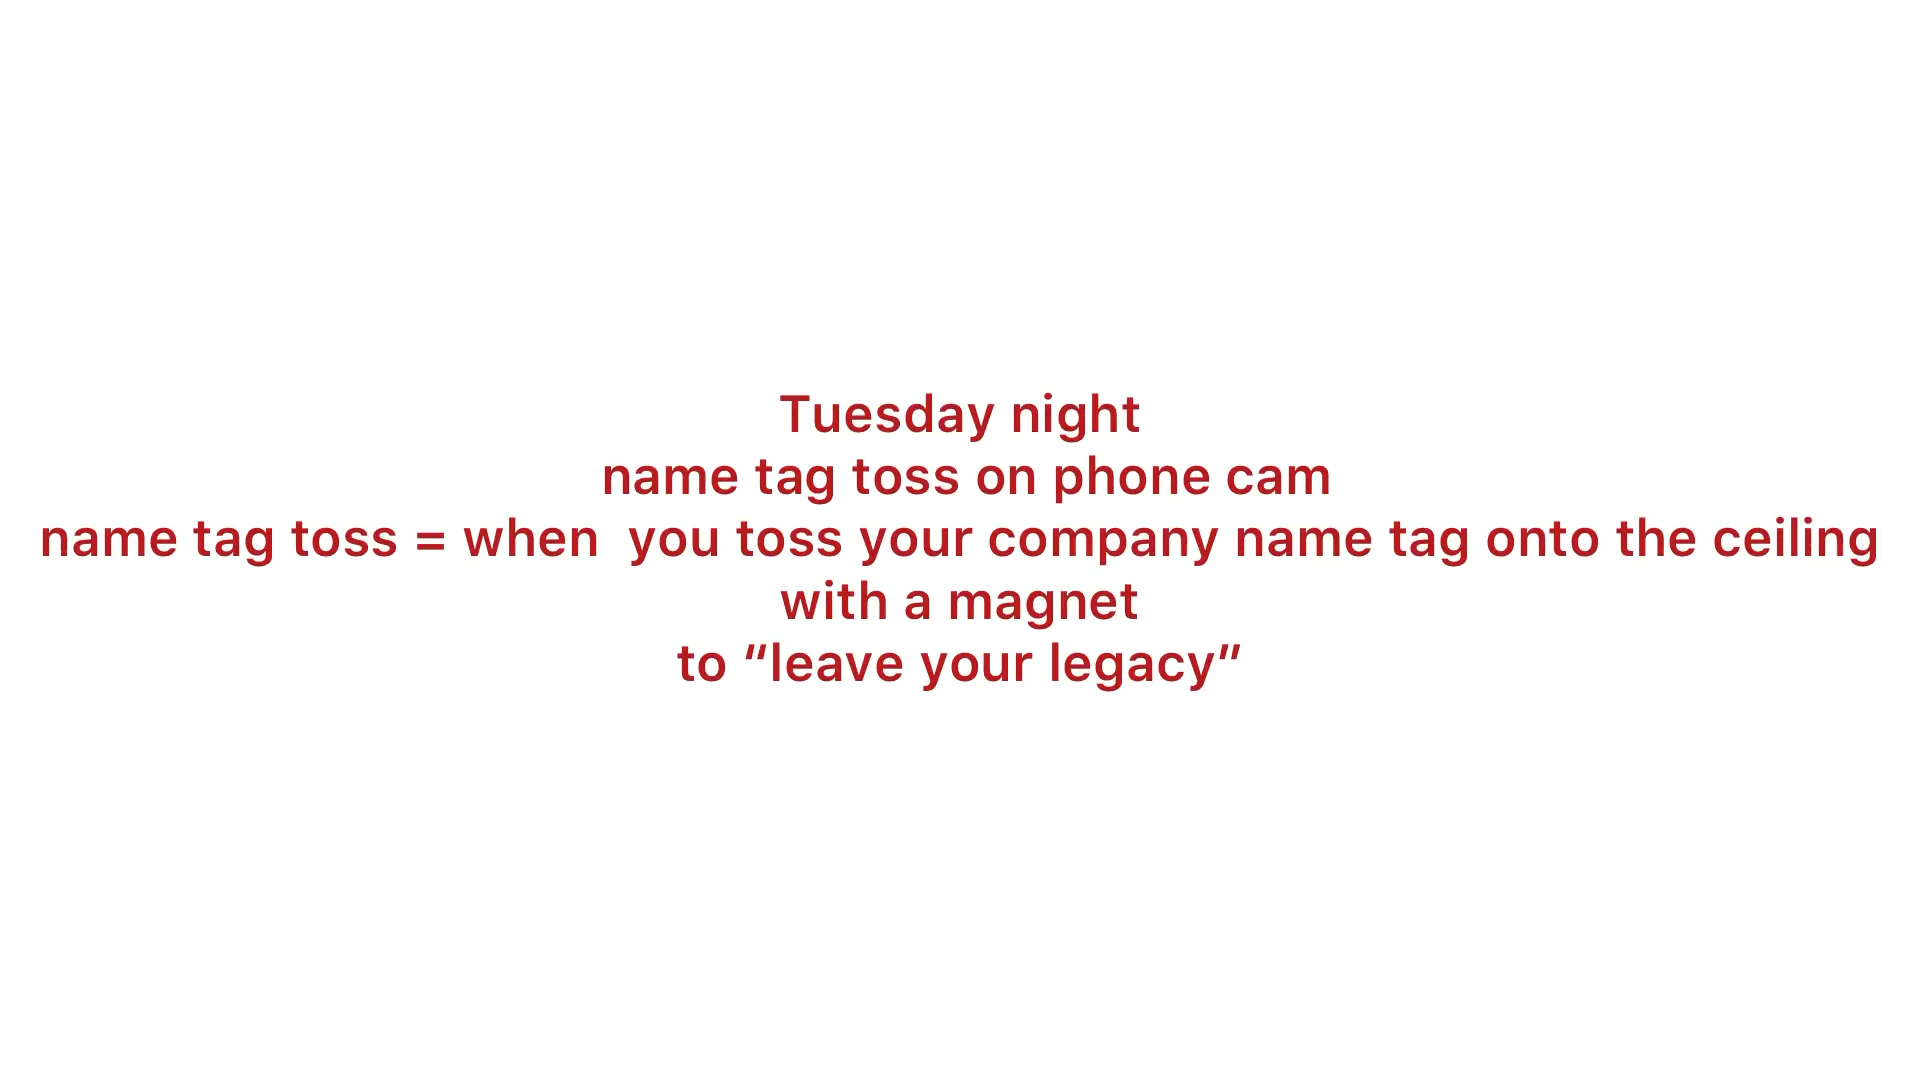 Tuesday night
name tag toss on phone cam
name tag toss = when  you toss your company name tag onto the ceiling
with a magnet
to “leave your legacy”